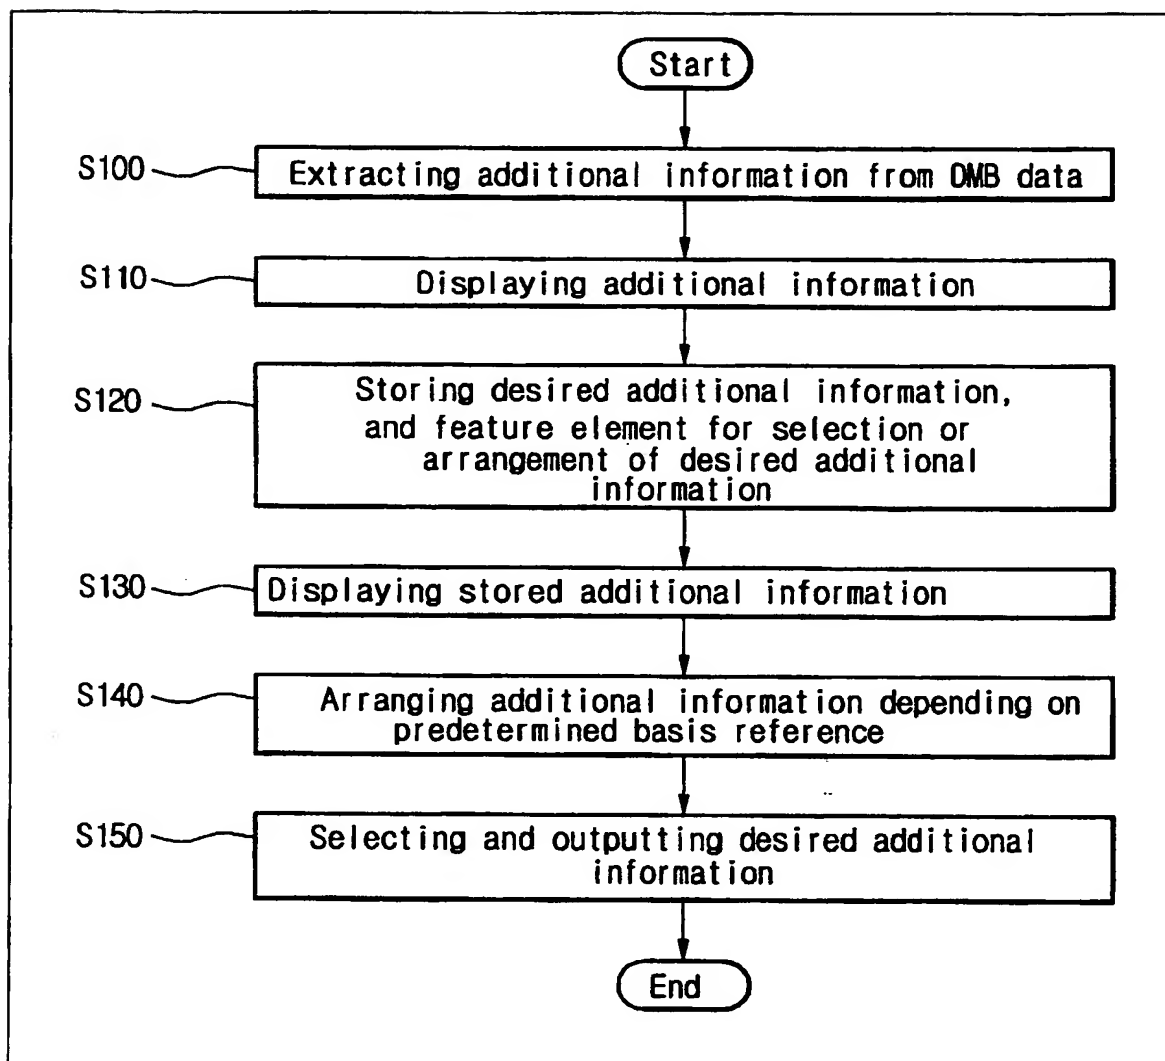 Start
S100
Extracting additional information from DMB data
S110
Displaying additional information
S120
Storing desired additional information,
and feature element for selection or
arrangement of desired additional
information
S130
Displaying stored additional information
S140
Arranging additional information depending on
predetermined basis reference
S150
Selecting and outputting desired additional
information
End